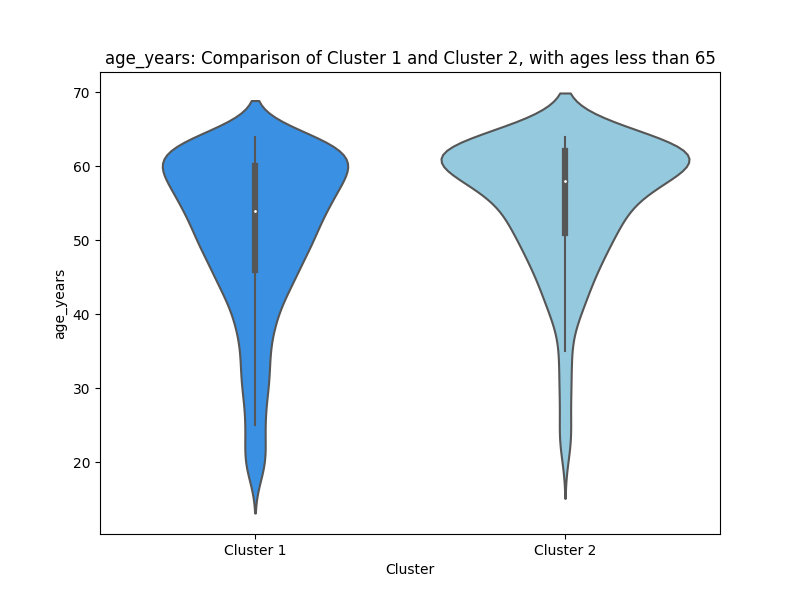 age_years: Comparison of Cluster 1 and Cluster 2, with ages less than 65
70
60
50
40
30
20
age_years
Cluster 1
Cluster 2
Cluster